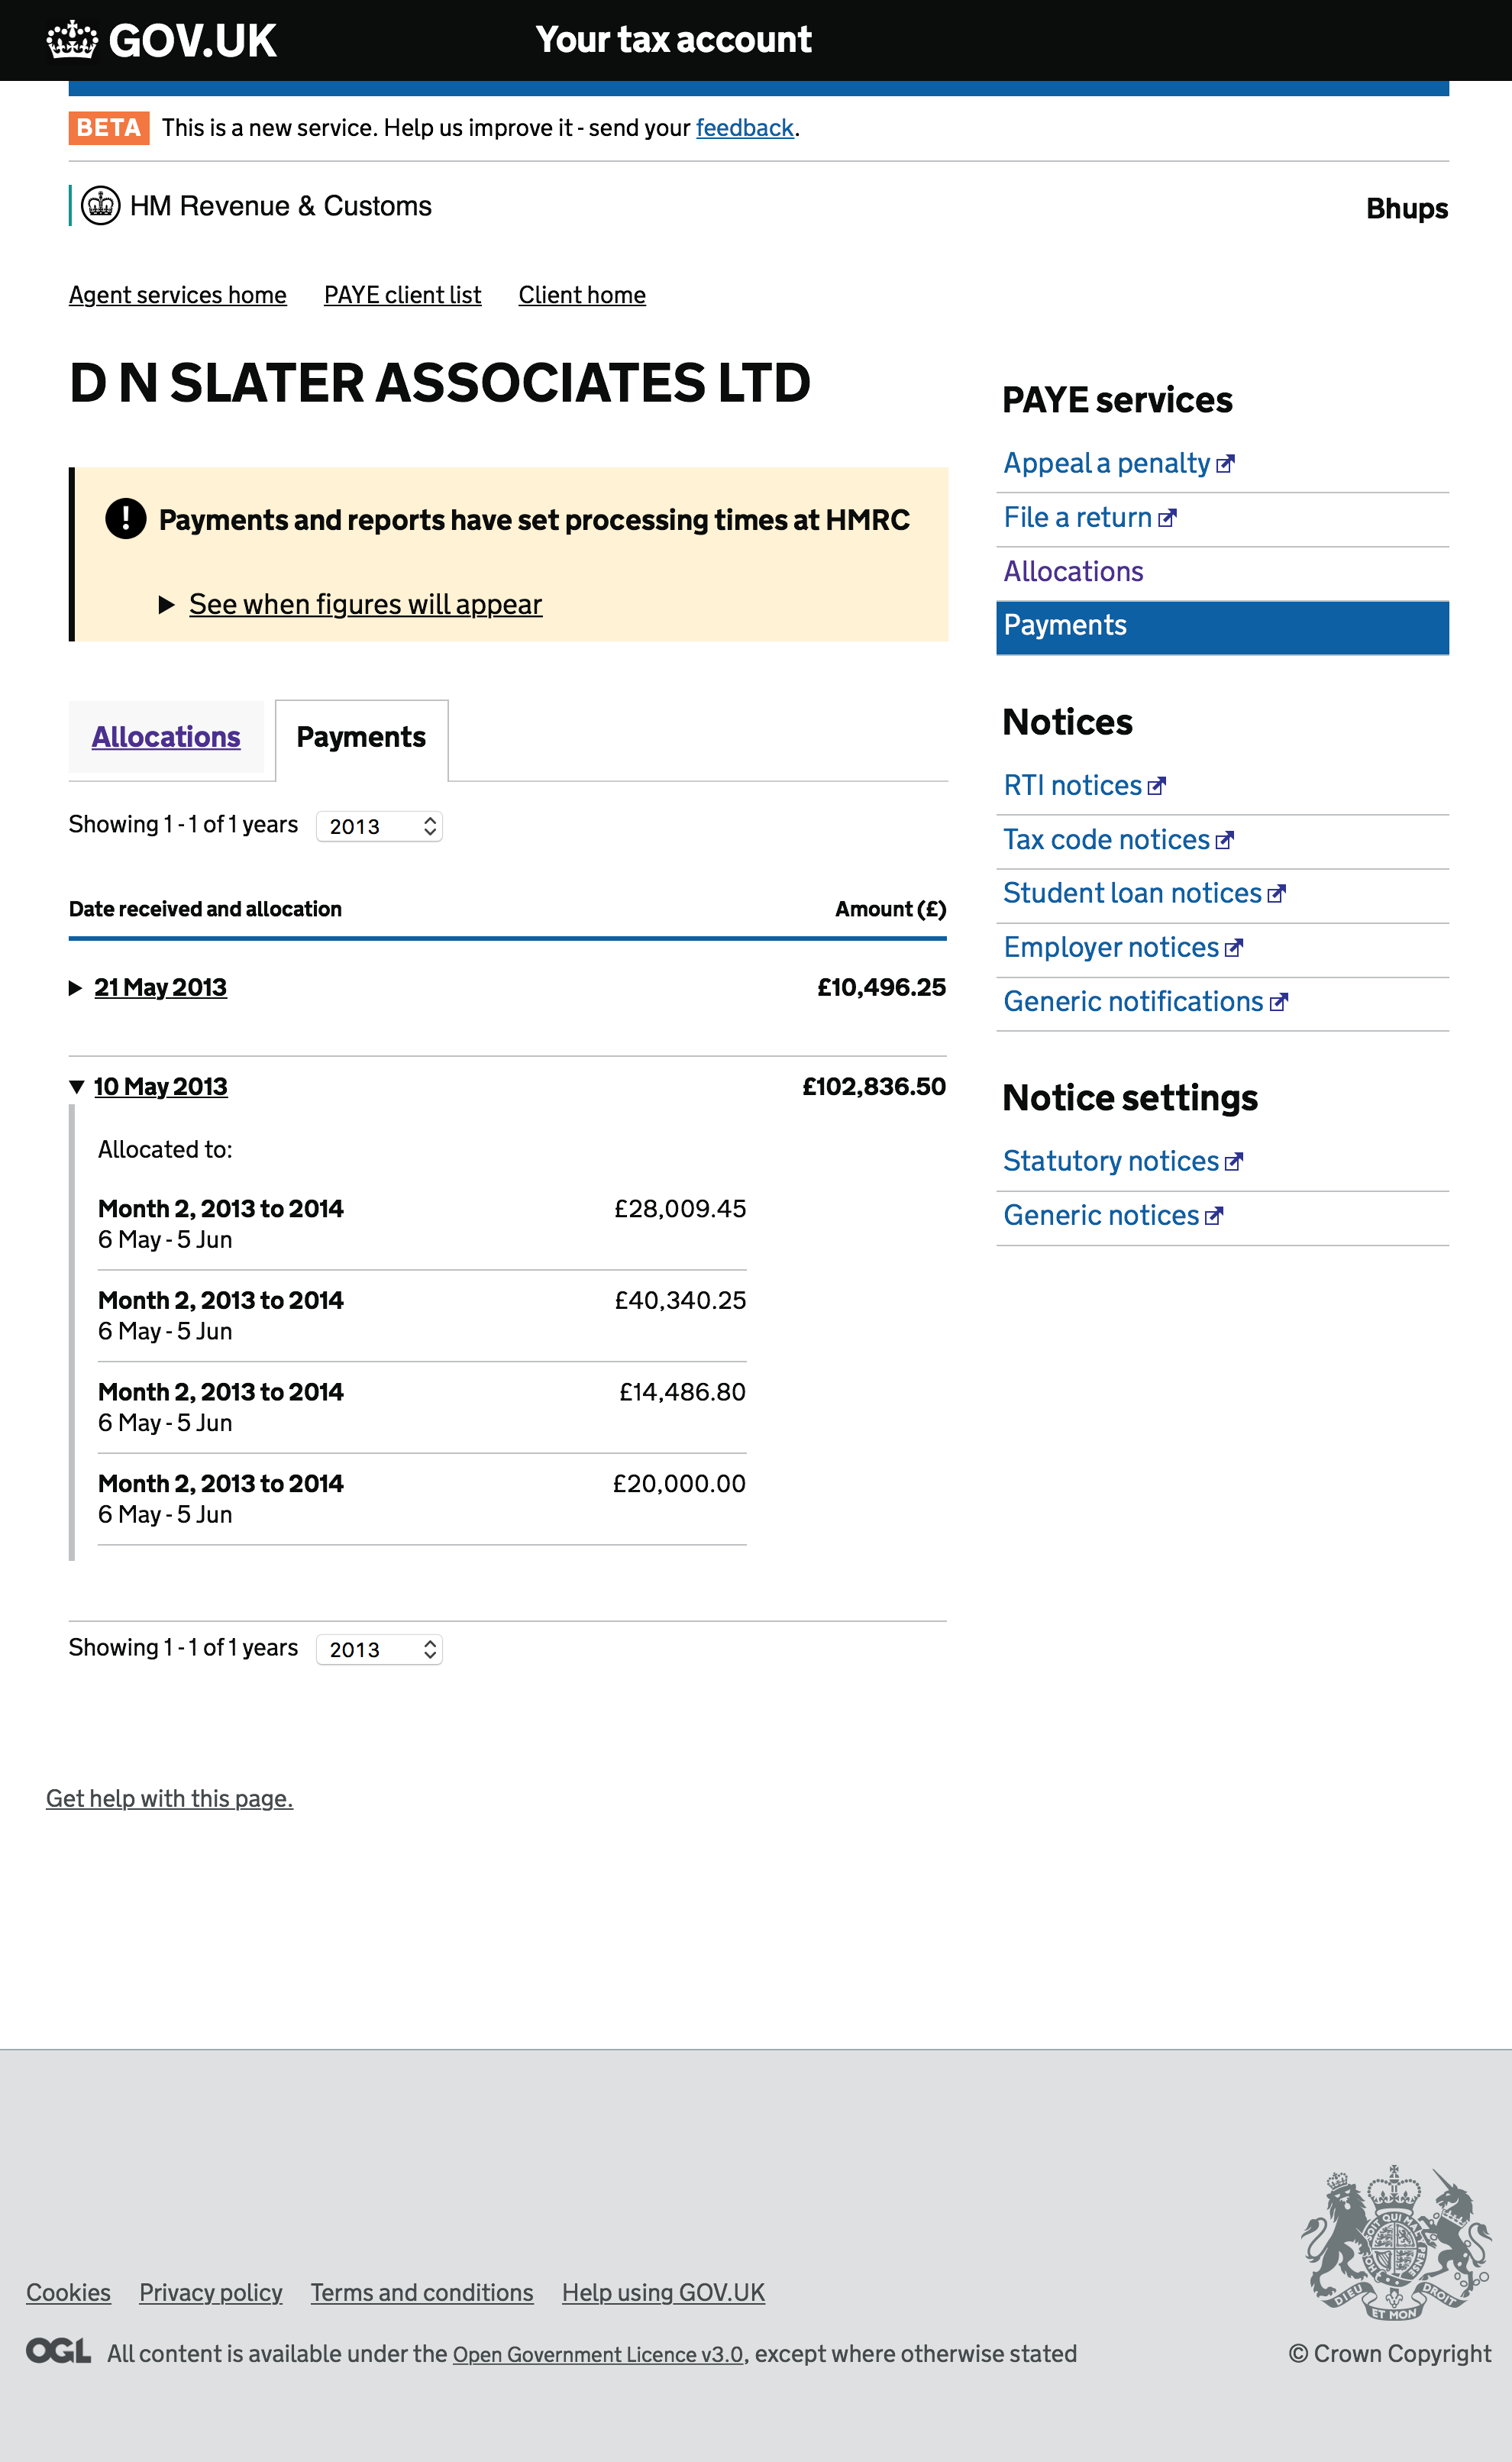 GOV.UK Your tax account
BETA This is a new service. Help us improve it - send your feedback.
HM Revenue & Customs Bhups
Agent services home PAYE client list Client home
D N SLATER ASSOCIATES LTD
! Payments and reports have set processing times at HMRC
See when figures will appear
Allocations Payments
Showing 1 - 1 of 1 years 2013
Date received and allocation Amount (£)
21 May 2013 £10,496.25
10 May 2013 £102,836.50
Allocated to:
Month 2, 2013 to 2014 £28,009.45
6 May - 5 Jun
Month 2, 2013 to 2014 £40,340.25
6 May - 5 Jun
Month 2, 2013 to 2014 £14,486.80
6 May - 5 Jun
Month 2, 2013 to 2014 £20,000.00
6 May - 5 Jun
Showing 1 - 1 of 1 years 2013
PAYE services
Appeal a penalty
File a return
Allocations
Payments
Notices
RTI notices
Tax code notices
Student loan notices
Employer notices
Generic notifications
Notice settings
Statutory notices
Generic notices
Get help with this page.
Cookies Privacy policy Terms and conditions Help using GOV.UK
OGL All content is available under the Open Government Licence v3.0, except where otherwise stated
DIEU ET MON DROIT
© Crown Copyright